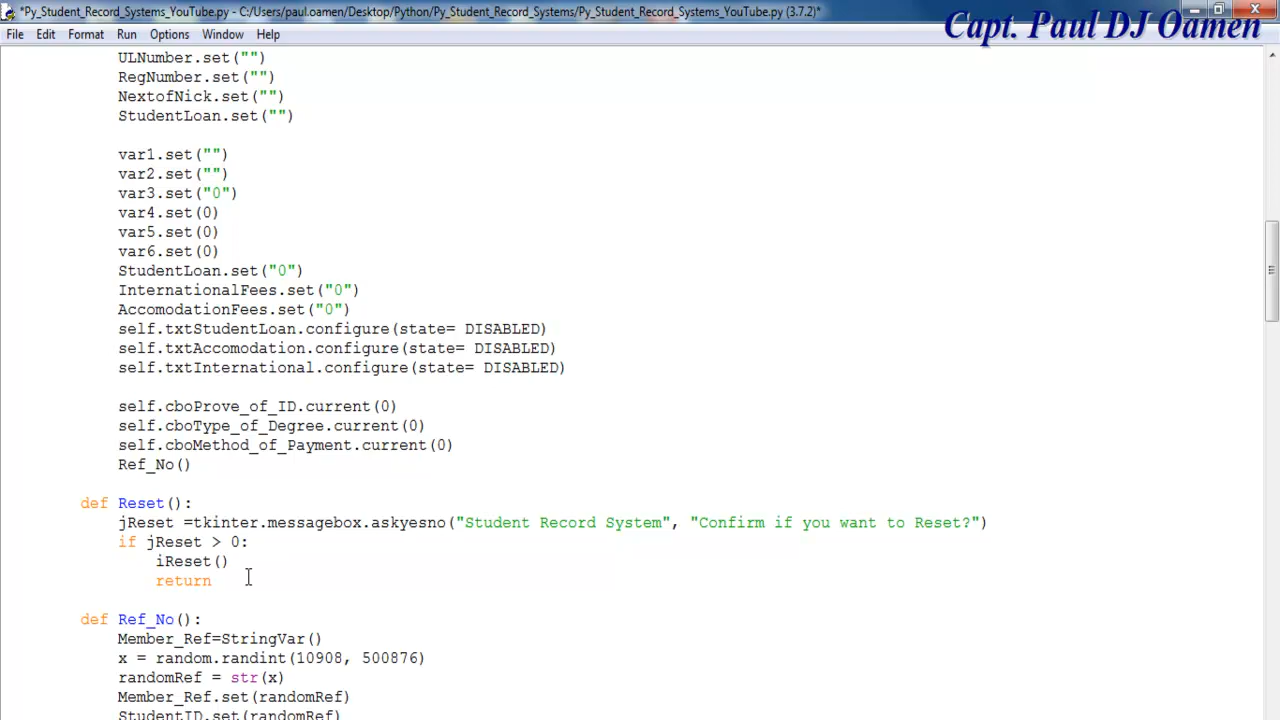 *Py_Student_Record_Systems_YouTube.py - C:/Users/paul.oamen/Desktop/Python/Py_Student_Record_Systems/Py_Student_Record_Systems_YouTube.py (3.7.2)*
Capt. Paul DJ Oamen
File Edit Format Run Options Window Help
ULNumber.set("")
RegNumber.set("")
NextofNick.set("")
StudentLoan.set("")
var1.set("")
var2.set("")
var3.set("0")
var4.set(0)
var5.set(0)
var6.set(0)
StudentLoan.set("0")
InternationalFees.set("0")
AccomodationFees.set("0")
self.txtStudentLoan.configure(state= DISABLED)
self.txtAccomodation.configure(state= DISABLED)
self.txtInternational.configure(state= DISABLED)
self.cboProve_of_ID.current(0)
self.cboType_of_Degree.current(0)
self.cboMethod_of_Payment.current(0)
Ref_No()
def Reset():
jReset =tkinter.messagebox.askyesno("Student Record System", "Confirm if you want to Reset?")
if jReset > 0:
iReset()
return
def Ref_No():
Member_Ref=StringVar()
x = random.randint(10908, 500876)
randomRef = str(x)
Member_Ref.set(randomRef)
StudentID.set(randomRef)